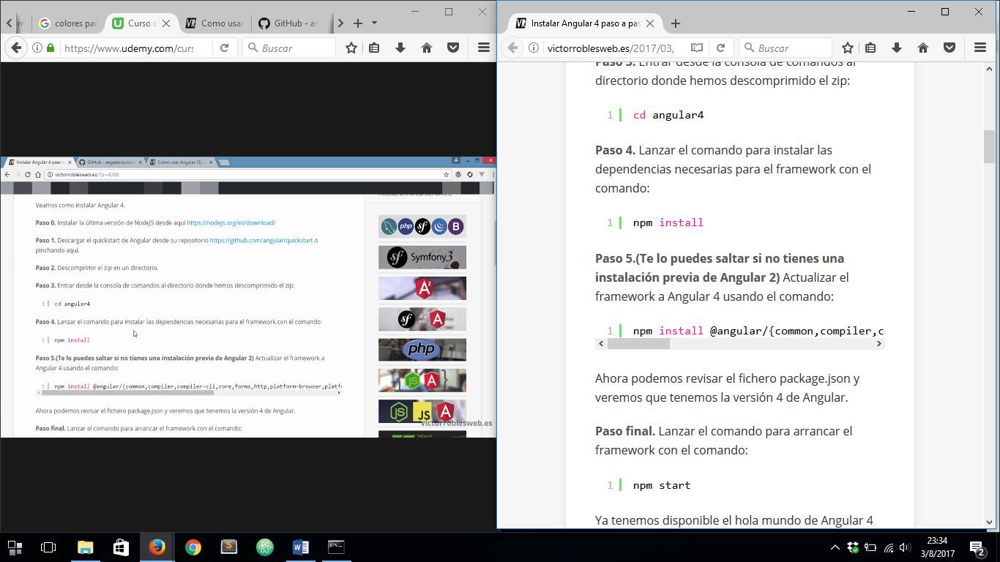 colores par
Curso d
Como usar
GitHub - an
https://www.udemy.com/curs
Buscar
Instalar Angular 4 paso a
GitHub - angular/quickst
Como usar Angular CLI
victorroblesweb.es/?p=4200
Veamos como instalar Angular 4.
Paso 0. Instalar la última versión de NodeJS desde aquí https://nodejs.org/es/download/
Paso 1. Descargar el quickstart de Angular desde su repositorio https://github.com/angular/quickstart o
pinchando aquí.
Paso 2. Descomprimir el zip en un directorio.
Paso 3. Entrar desde la consola de comandos al directorio donde hemos descomprimido el zip:
1 cd angular4
Paso 4. Lanzar el comando para instalar las dependencias necesarias para el framework con el comando:
1 npm install
Paso 5.(Te lo puedes saltar si no tienes una instalación previa de Angular 2) Actualizar el framework a
Angular 4 usando el comando:
1 npm install @angular/{common,compiler,compiler-cli,core,forms,http,platform-browser,platf
Ahora podemos revisar el fichero package.json y veremos que tenemos la versión 4 de Angular.
Paso final. Lanzar el comando para arrancar el framework con el comando:
Accede a mis cursos online
php sf B
sf Symfony3
A2
sf A
php
JS A
JS JS A
victorroblesweb.es
ZEND
Instalar Angular 4 paso a pas
victorroblesweb.es/2017/03,
Buscar
Paso 3. Entrar desde la consola de comandos al
directorio donde hemos descomprimido el zip:
1 cd angular4
Paso 4. Lanzar el comando para instalar las
dependencias necesarias para el framework con el
comando:
1 npm install
Paso 5.(Te lo puedes saltar si no tienes una
instalación previa de Angular 2) Actualizar el
framework a Angular 4 usando el comando:
1 npm install @angular/{common,compiler,c
Ahora podemos revisar el fichero package.json y
veremos que tenemos la versión 4 de Angular.
Paso final. Lanzar el comando para arrancar el
framework con el comando:
1 npm start
Ya tenemos disponible el hola mundo de Angular 4
23:34
3/8/2017
2